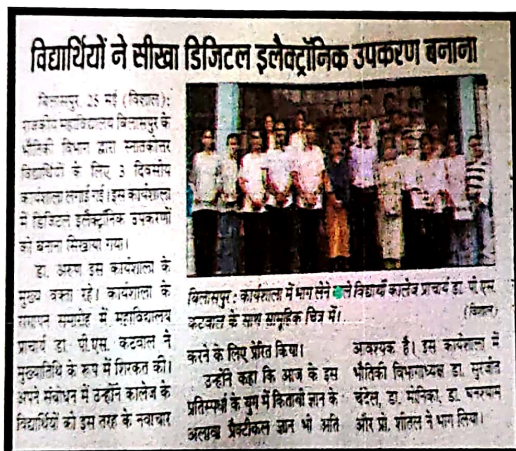 विद्यार्थियों ने सीखा डिजिटल इलैक्ट्रॉनिक उपकरण बनाना
बिलासपुर, 25 मई (विशाल):
राजकीय महाविद्यालय बिलासपुर के
भौतिकी विभाग द्वारा स्नातकोत्तर
विद्यार्थियों के लिए 3 दिवसीय
कार्यशाला लगाई गई। इस कार्यशाला
में डिजिटल इलैक्ट्रॉनिक उपकरणों
को बनाना सिखाया गया।
डा. अरुण इस कार्यशाला के
मुख्य वक्ता रहे। कार्यशाला के
समापन समारोह में महाविद्यालय
प्राचार्य डा. पी.एस. कटवाल ने
मुख्यातिथि के रूप में शिरकत की।
अपने संबोधन में उन्होंने कालेज के
विद्यार्थियों को इस तरह के नवाचार
बिलासपुर : कार्यशाला में भाग लेने वाले विद्यार्थी कालेज प्राचार्य डा. पी.एस.
कटवाल के साथ सामूहिक चित्र में।
(विशाल)
करने के लिए प्रेरित किया।
उन्होंने कहा कि आज के इस
प्रतिस्पर्धा के युग में किताबी ज्ञान के
अलावा प्रैक्टीकल ज्ञान भी अति
आवश्यक है। इस कार्यशाला में
भौतिकी विभागाध्यक्ष डा. सुरजीत
चंदेल, डा. मोनिका, डा. घनश्याम
और प्रो. शीतल ने भाग लिया।